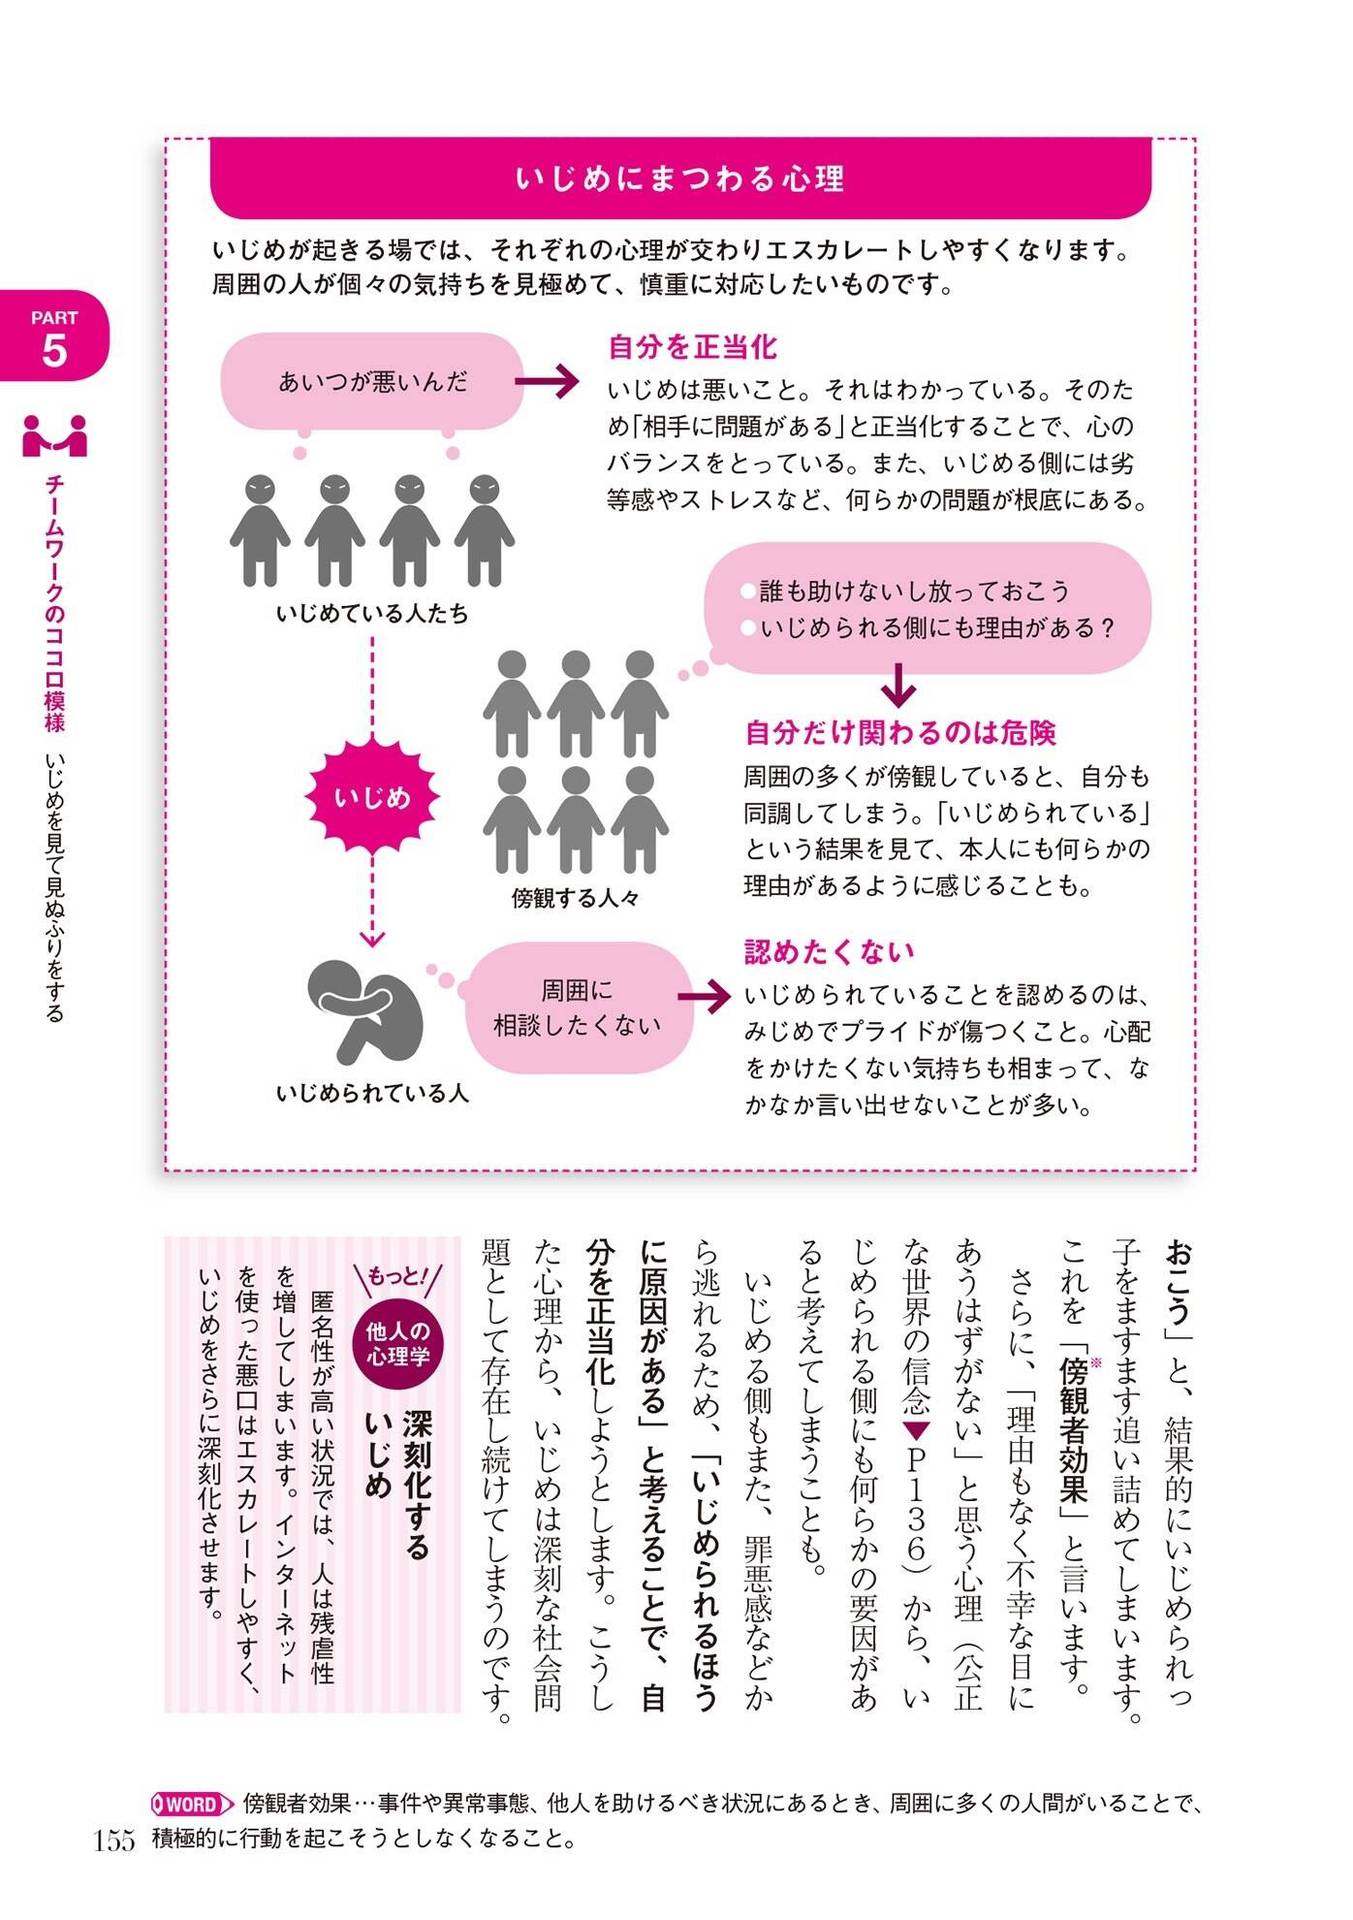 いじめにまつわる心理
いじめが起きる場では、それぞれの心理が交わりエスカレートしやすくなります。
周囲の人が個々の気持ちを見極めて、慎重に対応したいものです。
PART
5
チームワークのココロ模様 いじめを見て見ぬふりをする
あいつが悪いんだ
自分を正当化
いじめは悪いこと。それはわかっている。そのた
め「相手に問題がある」と正当化することで、心の
バランスをとっている。また、いじめる側には劣
等感やストレスなど、何らかの問題が根底にある。
いじめている人たち
●誰も助けないし放っておこう
●いじめられる側にも理由がある？
自分だけ関わるのは危険
周囲の多くが傍観していると、自分も
同調してしまう。「いじめられている」
という結果を見て、本人にも何らかの
理由があるように感じることも。
いじめ
傍観する人々
周囲に
相談したくない
認めたくない
いじめられていることを認めるのは、
みじめでプライドが傷つくこと。心配
をかけたくない気持ちも相まって、な
かなか言い出せないことが多い。
いじめられている人
おこう」と、結果的にいじめられっ
子をますます追い詰めてしまいます。
これを「傍観者効果※」と言います。
さらに、「理由もなく不幸な目に
あうはずがない」と思う心理（公正
な世界の信念▼P136）から、い
じめられる側にも何らかの要因があ
ると考えてしまうことも。
いじめる側もまた、罪悪感などか
ら逃れるため、「いじめられるほう
に原因がある」と考えることで、自
分を正当化しようとします。こうし
た心理から、いじめは深刻な社会問
題として存在し続けてしまうのです。
もっと！
他人の
心理学
深刻化する
いじめ
匿名性が高い状況では、人は残虐性
を増してしまいます。インターネット
を使った悪口はエスカレートしやすく、
いじめをさらに深刻化させます。
WORD 傍観者効果…事件や異常事態、他人を助けるべき状況にあるとき、周囲に多くの人間がいることで、
積極的に行動を起こそうとしなくなること。
155